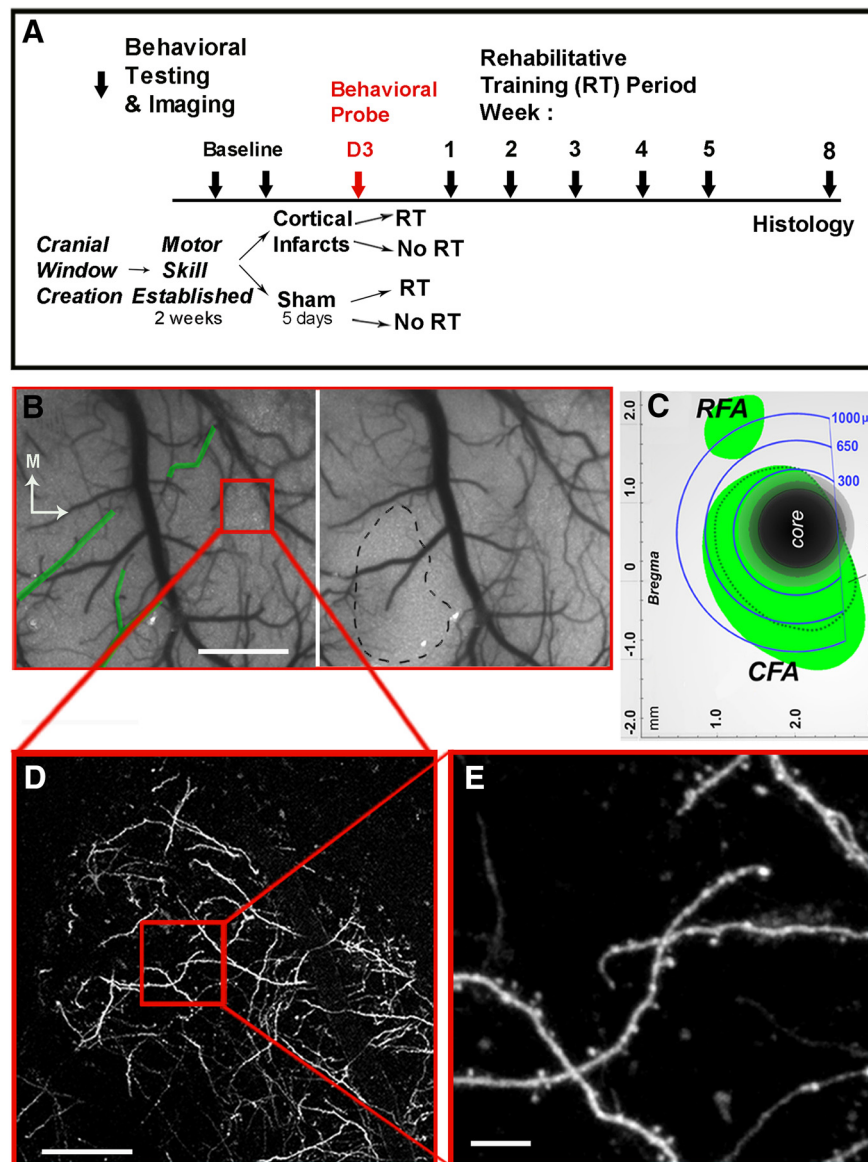 A
Behavioral
Testing
& Imaging
Behavioral
Probe
Rehabilitative
Training (RT) Period
Week :
Baseline
D3
1
2
3
4
5
8
Cortical
Infarcts
RT
No RT
Histology
Cranial
Window
Creation
Motor
Skill
Established
2 weeks
Sham
5 days
RT
No RT
B
M
C
RFA
1000µ
650
300
core
CFA
2.0
1.0
0
-1.0
-2.0
Bregma
mm
1.0
2.0
D
E